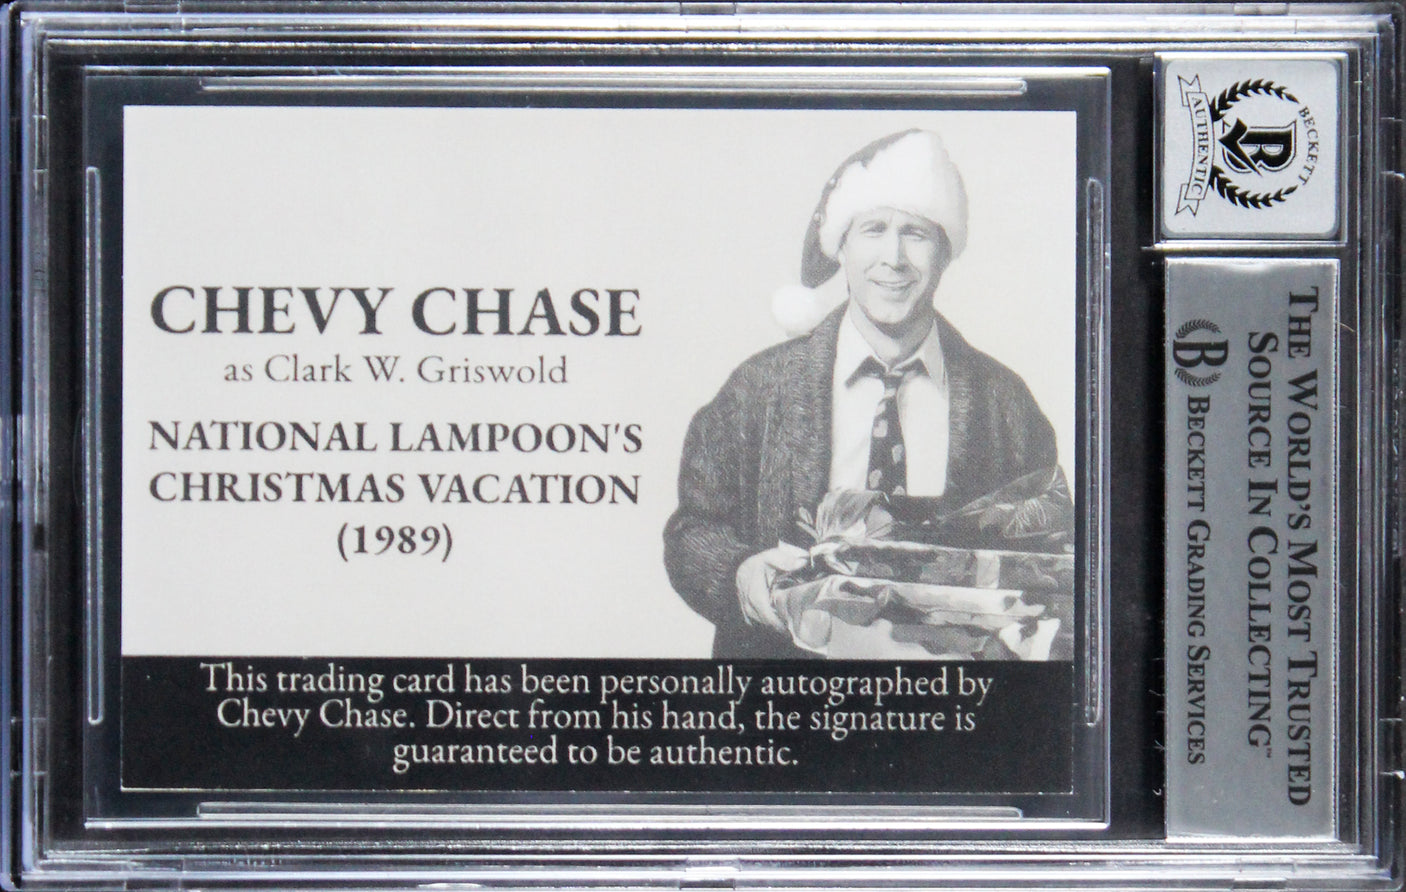 CHEVY CHASE
as Clark W. Griswold
NATIONAL LAMPOON'S
CHRISTMAS VACATION
(1989)
This trading card has been personally autographed by
Chevy Chase. Direct from his hand, the signature is
guaranteed to be authentic.
BECKETT
B
AUTHENTIC
THE WORLD'S MOST TRUSTED
SOURCE IN COLLECTING™
B BECKETT GRADING SERVICES